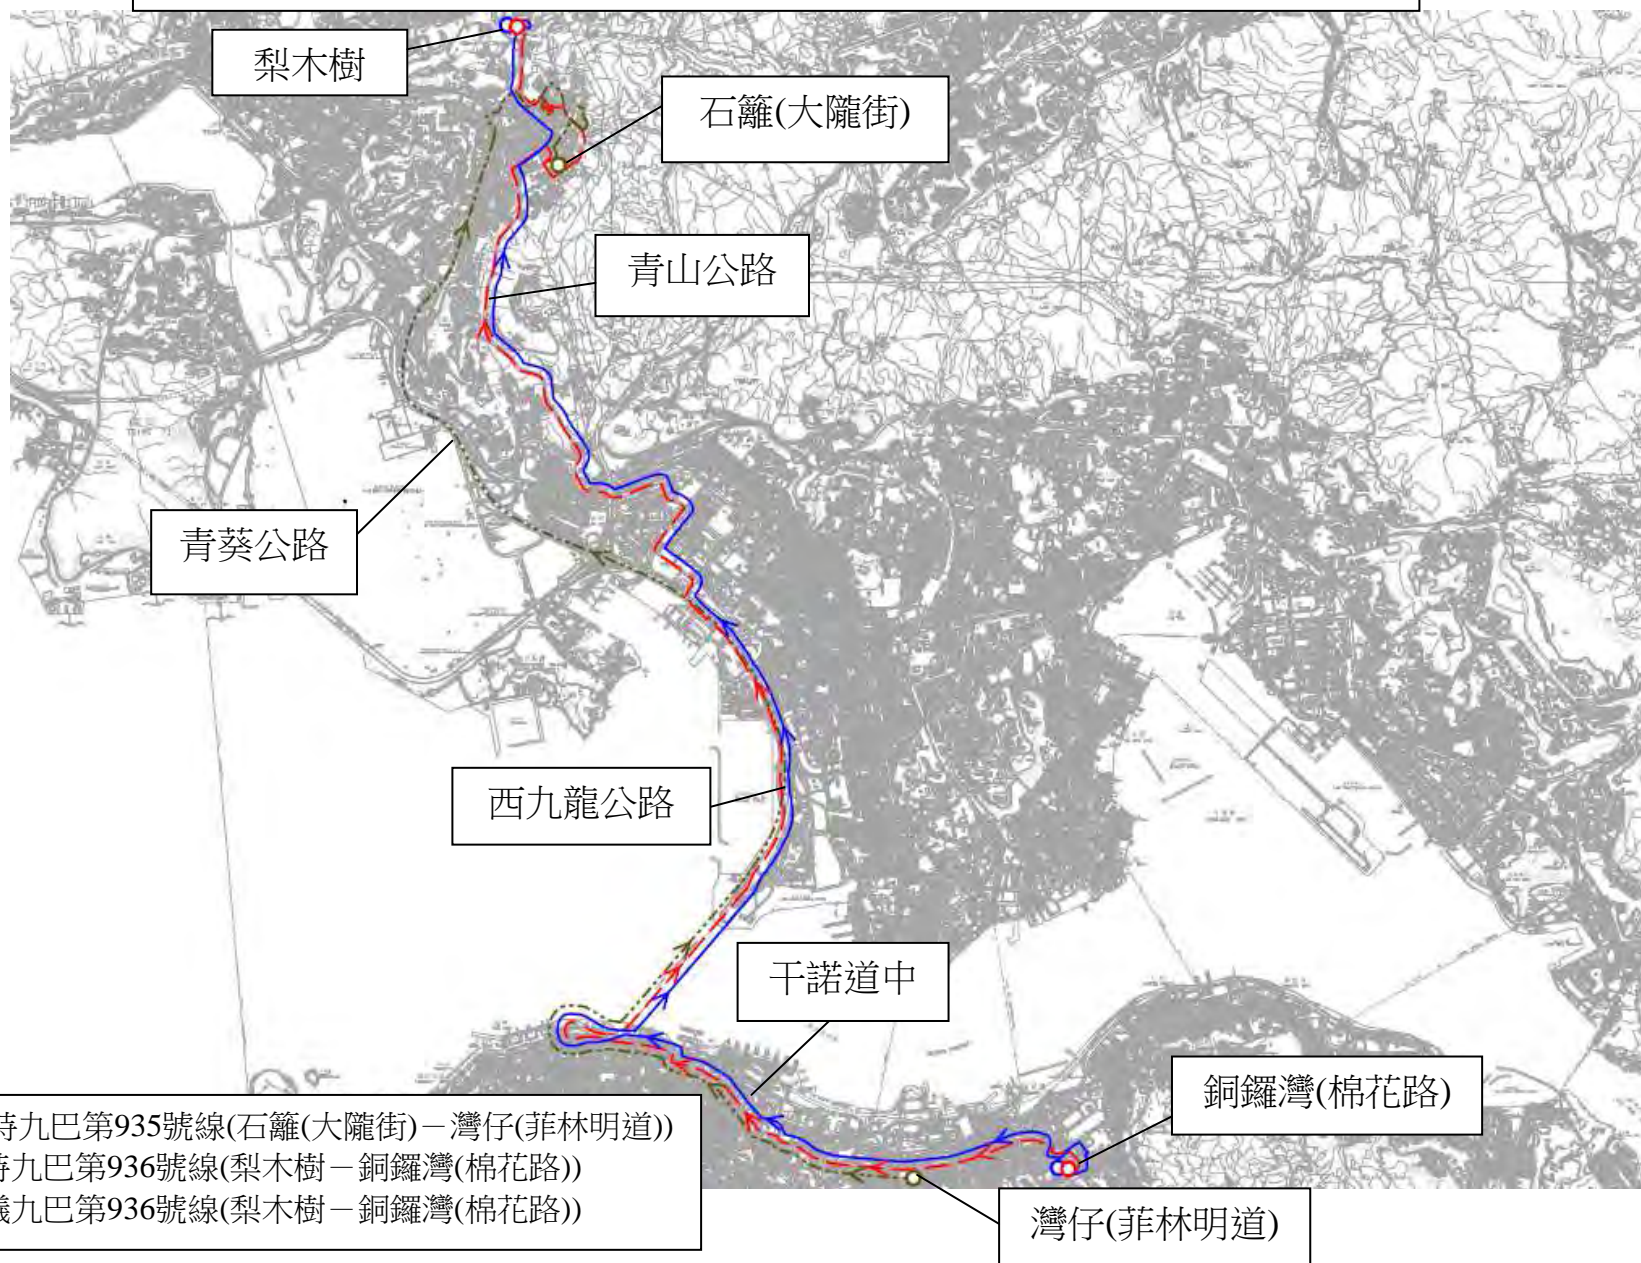 梨木樹
石籬(大隴街)
青山公路
青葵公路
西九龍公路
干諾道中
銅鑼灣(棉花路)
時九巴第935號線(石籬(大隴街)－灣仔(菲林明道))
時九巴第936號線(梨木樹－銅鑼灣(棉花路))
議九巴第936號線(梨木樹－銅鑼灣(棉花路))
灣仔(菲林明道)